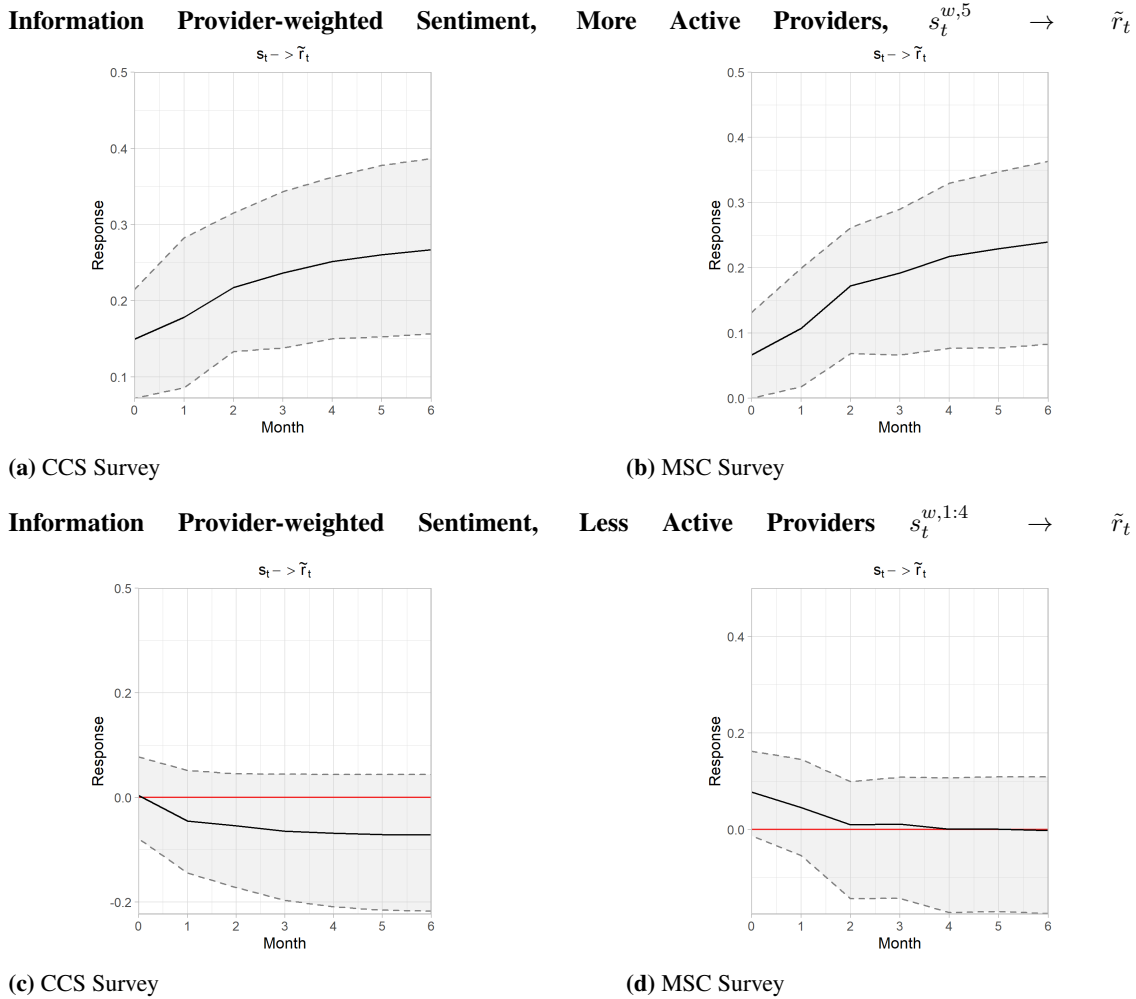 Information Provider-weighted Sentiment, More Active Providers, $s_t^{w,5}$ → $\tilde{r}_t$
s_t − > r̃_t
s_t − > r̃_t
0.5
0.4
0.3
0.2
0.1
Response
0 1 2 3 4 5 6
Month
0.5
0.4
0.3
0.2
0.1
0.0
Response
0 1 2 3 4 5 6
Month
(a) CCS Survey
(b) MSC Survey
Information Provider-weighted Sentiment, Less Active Providers $s_t^{w,1:4}$ → $\tilde{r}_t$
s_t − > r̃_t
s_t − > r̃_t
0.5
0.2
0.0
-0.2
Response
0 1 2 3 4 5 6
Month
0.4
0.2
0.0
Response
0 1 2 3 4 5 6
Month
(c) CCS Survey
(d) MSC Survey